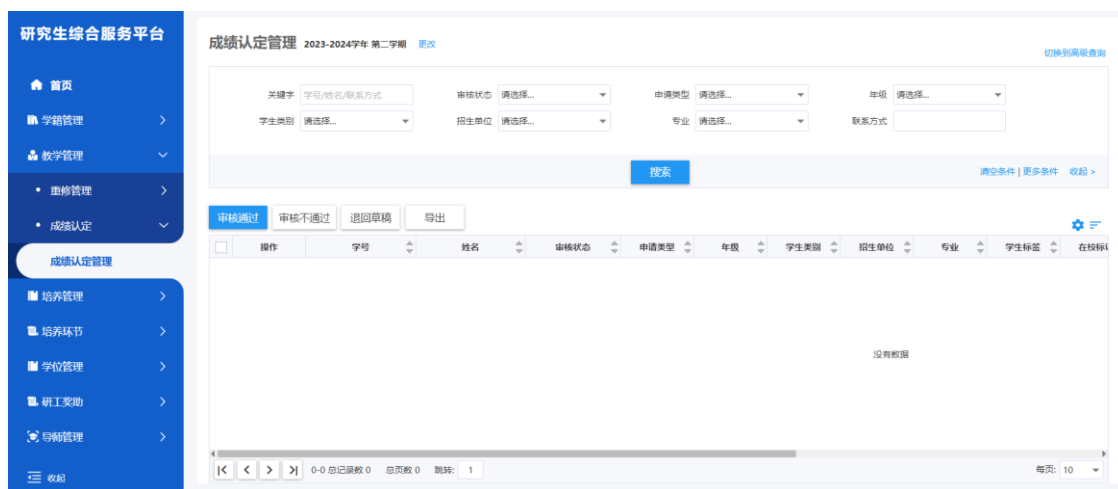 研究生综合服务平台
首页
学籍管理
教学管理
重修管理
成绩认定
成绩认定管理
培养管理
培养环节
学位管理
研工奖助
导师管理
收起
成绩认定管理 2023-2024学年 第二学期 更改
切换到高级查询
关键字 学号/姓名/联系方式 审核状态 请选择... 申请类型 请选择... 年级 请选择...
学生类别 请选择... 招生单位 请选择... 专业 请选择... 联系方式
搜索 清空条件 | 更多条件 收起 >
审核通过 审核不通过 退回草稿 导出
操作 学号 姓名 审核状态 申请类型 年级 学生类别 招生单位 专业 学生标签 在校标
没有数据
0-0 总记录数 0 总页数 0 跳转: 1 每页: 10